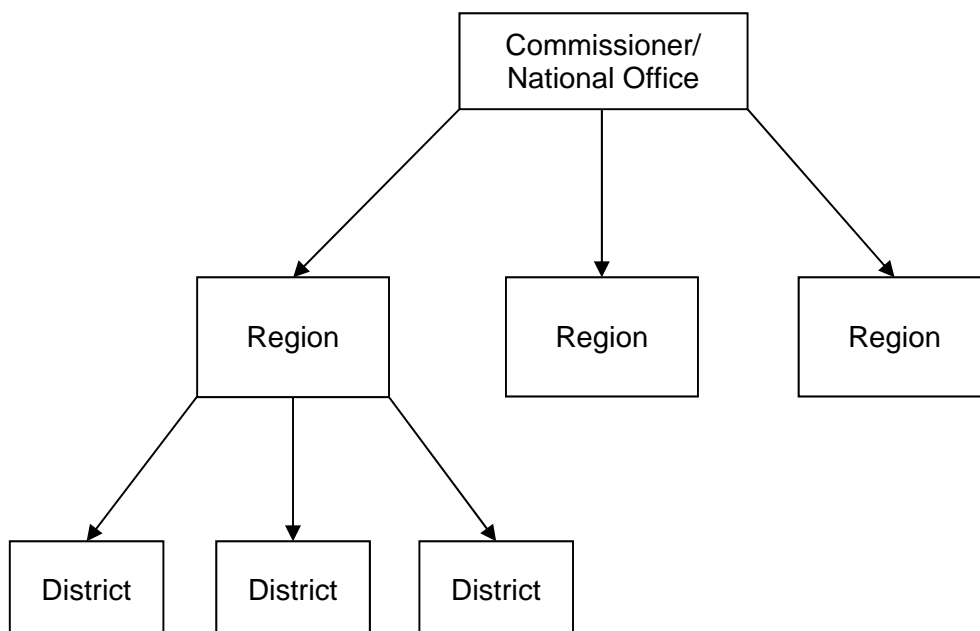 Commissioner/
National Office
Region
Region
Region
District
District
District